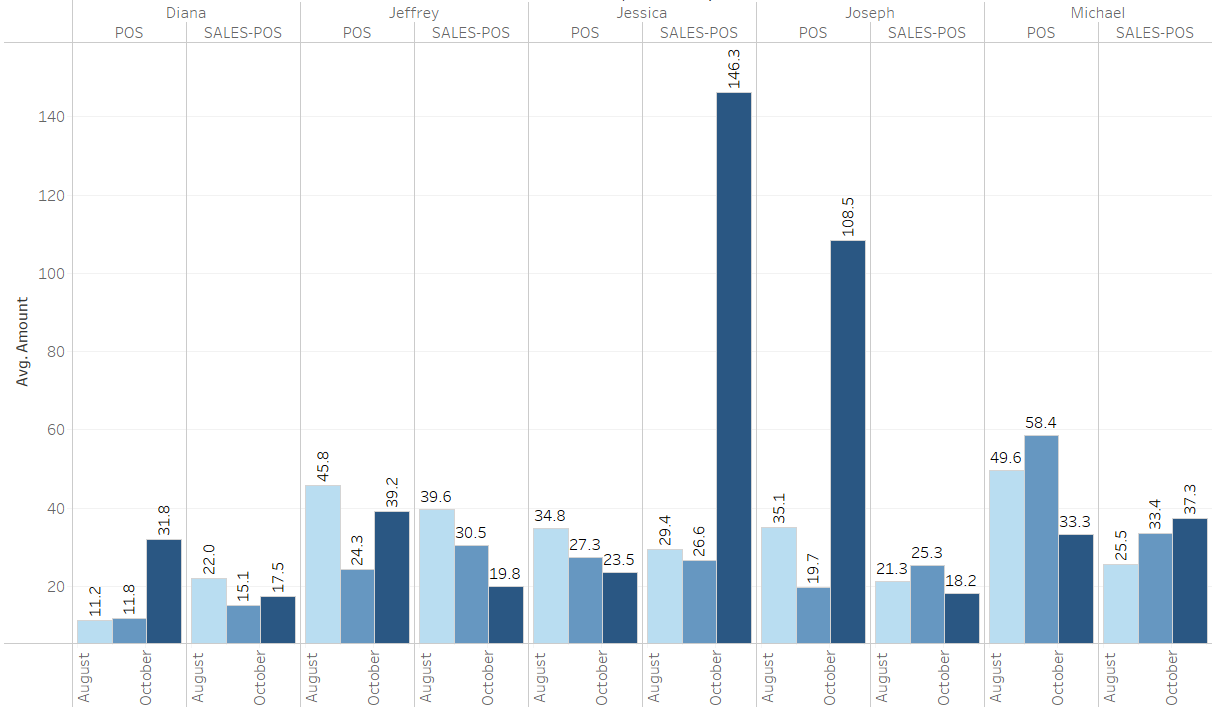 Diana Jeffrey Jessica Joseph Michael
POS SALES-POS POS SALES-POS POS SALES-POS POS SALES-POS POS SALES-POS
Avg. Amount
140
120
100
80
60
40
20
11.2 11.8 31.8 22.0 15.1 17.5 45.8 24.3 39.2 39.6 30.5 19.8 34.8 27.3 23.5 29.4 26.6 146.3 35.1 19.7 108.5 21.3 25.3 18.2 49.6 58.4 33.3 25.5 33.4 37.3
August October August October August October August October August October August October August October August October August October August October